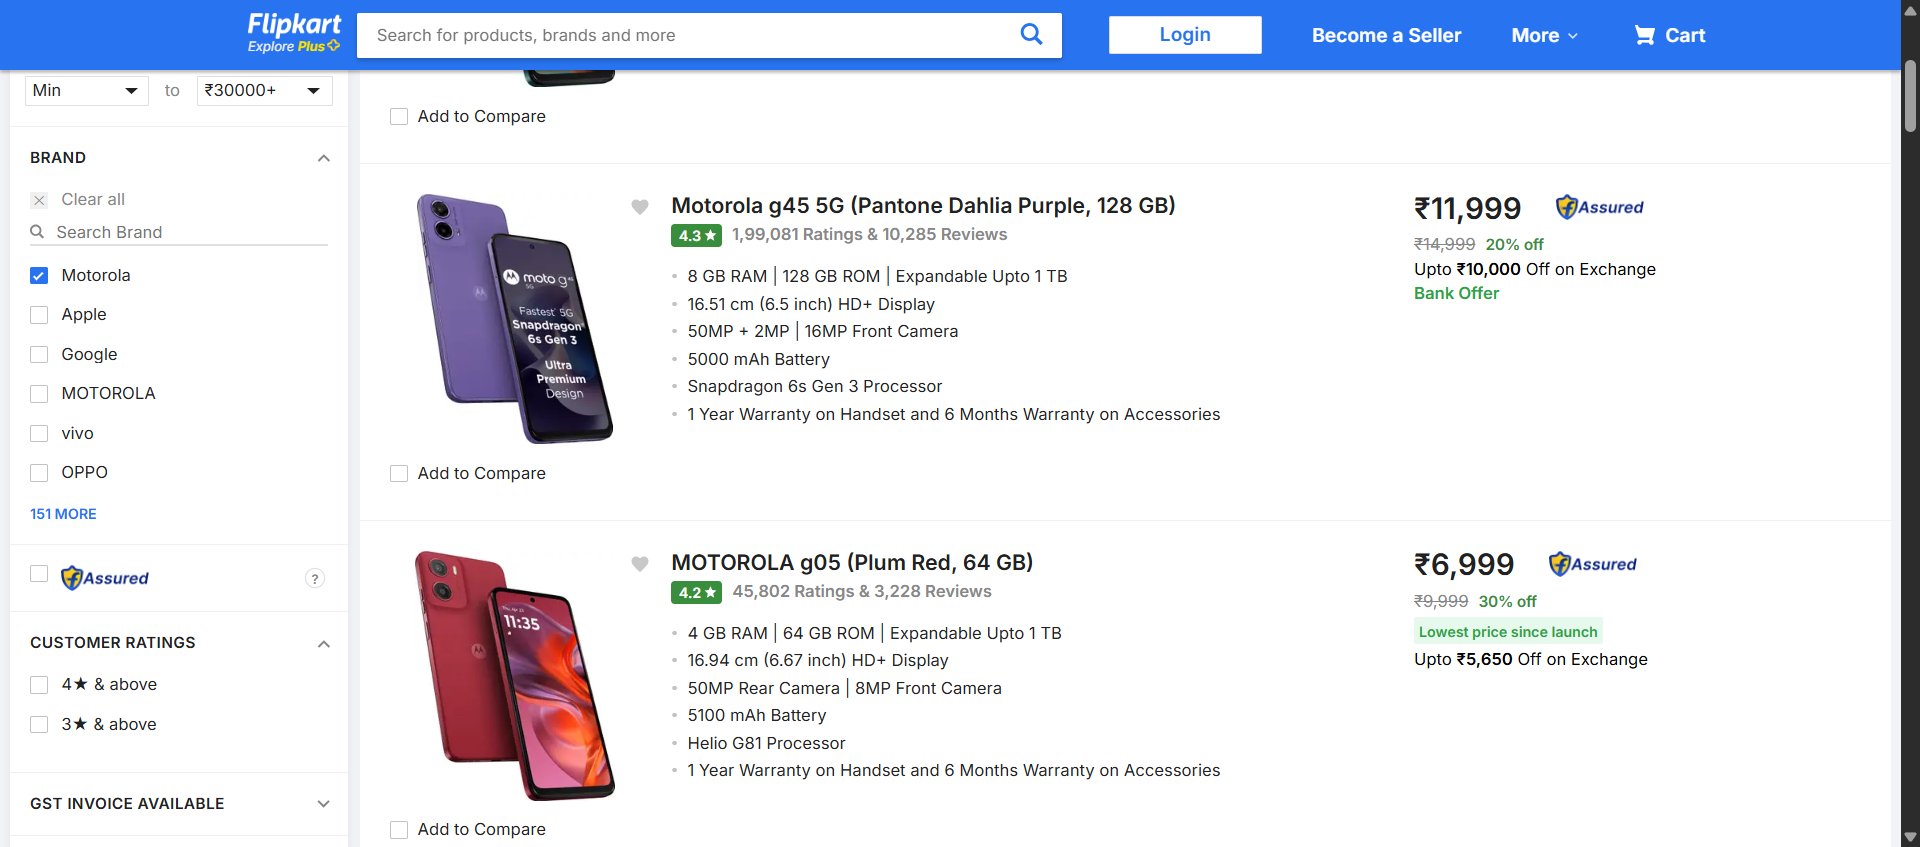 Flipkart
Explore Plus
Search for products, brands and more
Login
Become a Seller
More
Cart
Min
to
₹30000+
BRAND
Clear all
Search Brand
Motorola
Apple
Google
MOTOROLA
vivo
OPPO
151 MORE
Assured
?
CUSTOMER RATINGS
4★ & above
3★ & above
GST INVOICE AVAILABLE
Add to Compare
moto g45
5G
Fastest 5G
Snapdragon
6s Gen 3
Ultra
Premium
Design
Add to Compare
Motorola g45 5G (Pantone Dahlia Purple, 128 GB)
4.3★ 1,99,081 Ratings & 10,285 Reviews
8 GB RAM | 128 GB ROM | Expandable Upto 1 TB
16.51 cm (6.5 inch) HD+ Display
50MP + 2MP | 16MP Front Camera
5000 mAh Battery
Snapdragon 6s Gen 3 Processor
1 Year Warranty on Handset and 6 Months Warranty on Accessories
₹11,999
Assured
₹14,999 20% off
Upto ₹10,000 Off on Exchange
Bank Offer
11:35
Add to Compare
MOTOROLA g05 (Plum Red, 64 GB)
4.2★ 45,802 Ratings & 3,228 Reviews
4 GB RAM | 64 GB ROM | Expandable Upto 1 TB
16.94 cm (6.67 inch) HD+ Display
50MP Rear Camera | 8MP Front Camera
5100 mAh Battery
Helio G81 Processor
1 Year Warranty on Handset and 6 Months Warranty on Accessories
₹6,999
Assured
₹9,999 30% off
Lowest price since launch
Upto ₹5,650 Off on Exchange